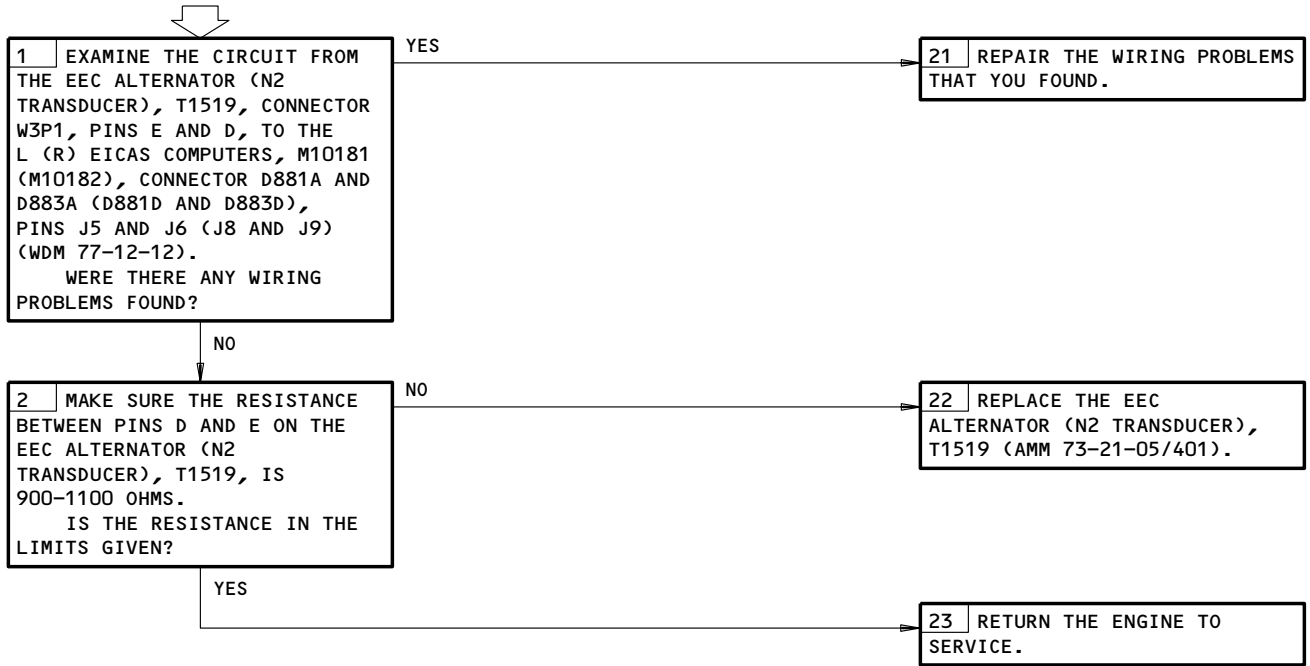 1 EXAMINE THE CIRCUIT FROM
THE EEC ALTERNATOR (N2
TRANSDUCER), T1519, CONNECTOR
W3P1, PINS E AND D, TO THE
L (R) EICAS COMPUTERS, M10181
(M10182), CONNECTOR D881A AND
D883A (D881D AND D883D),
PINS J5 AND J6 (J8 AND J9)
(WDM 77-12-12).
WERE THERE ANY WIRING
PROBLEMS FOUND?
YES
21 REPAIR THE WIRING PROBLEMS
THAT YOU FOUND.
NO
2 MAKE SURE THE RESISTANCE
BETWEEN PINS D AND E ON THE
EEC ALTERNATOR (N2
TRANSDUCER), T1519, IS
900-1100 OHMS.
IS THE RESISTANCE IN THE
LIMITS GIVEN?
NO
22 REPLACE THE EEC
ALTERNATOR (N2 TRANSDUCER),
T1519 (AMM 73-21-05/401).
YES
23 RETURN THE ENGINE TO
SERVICE.